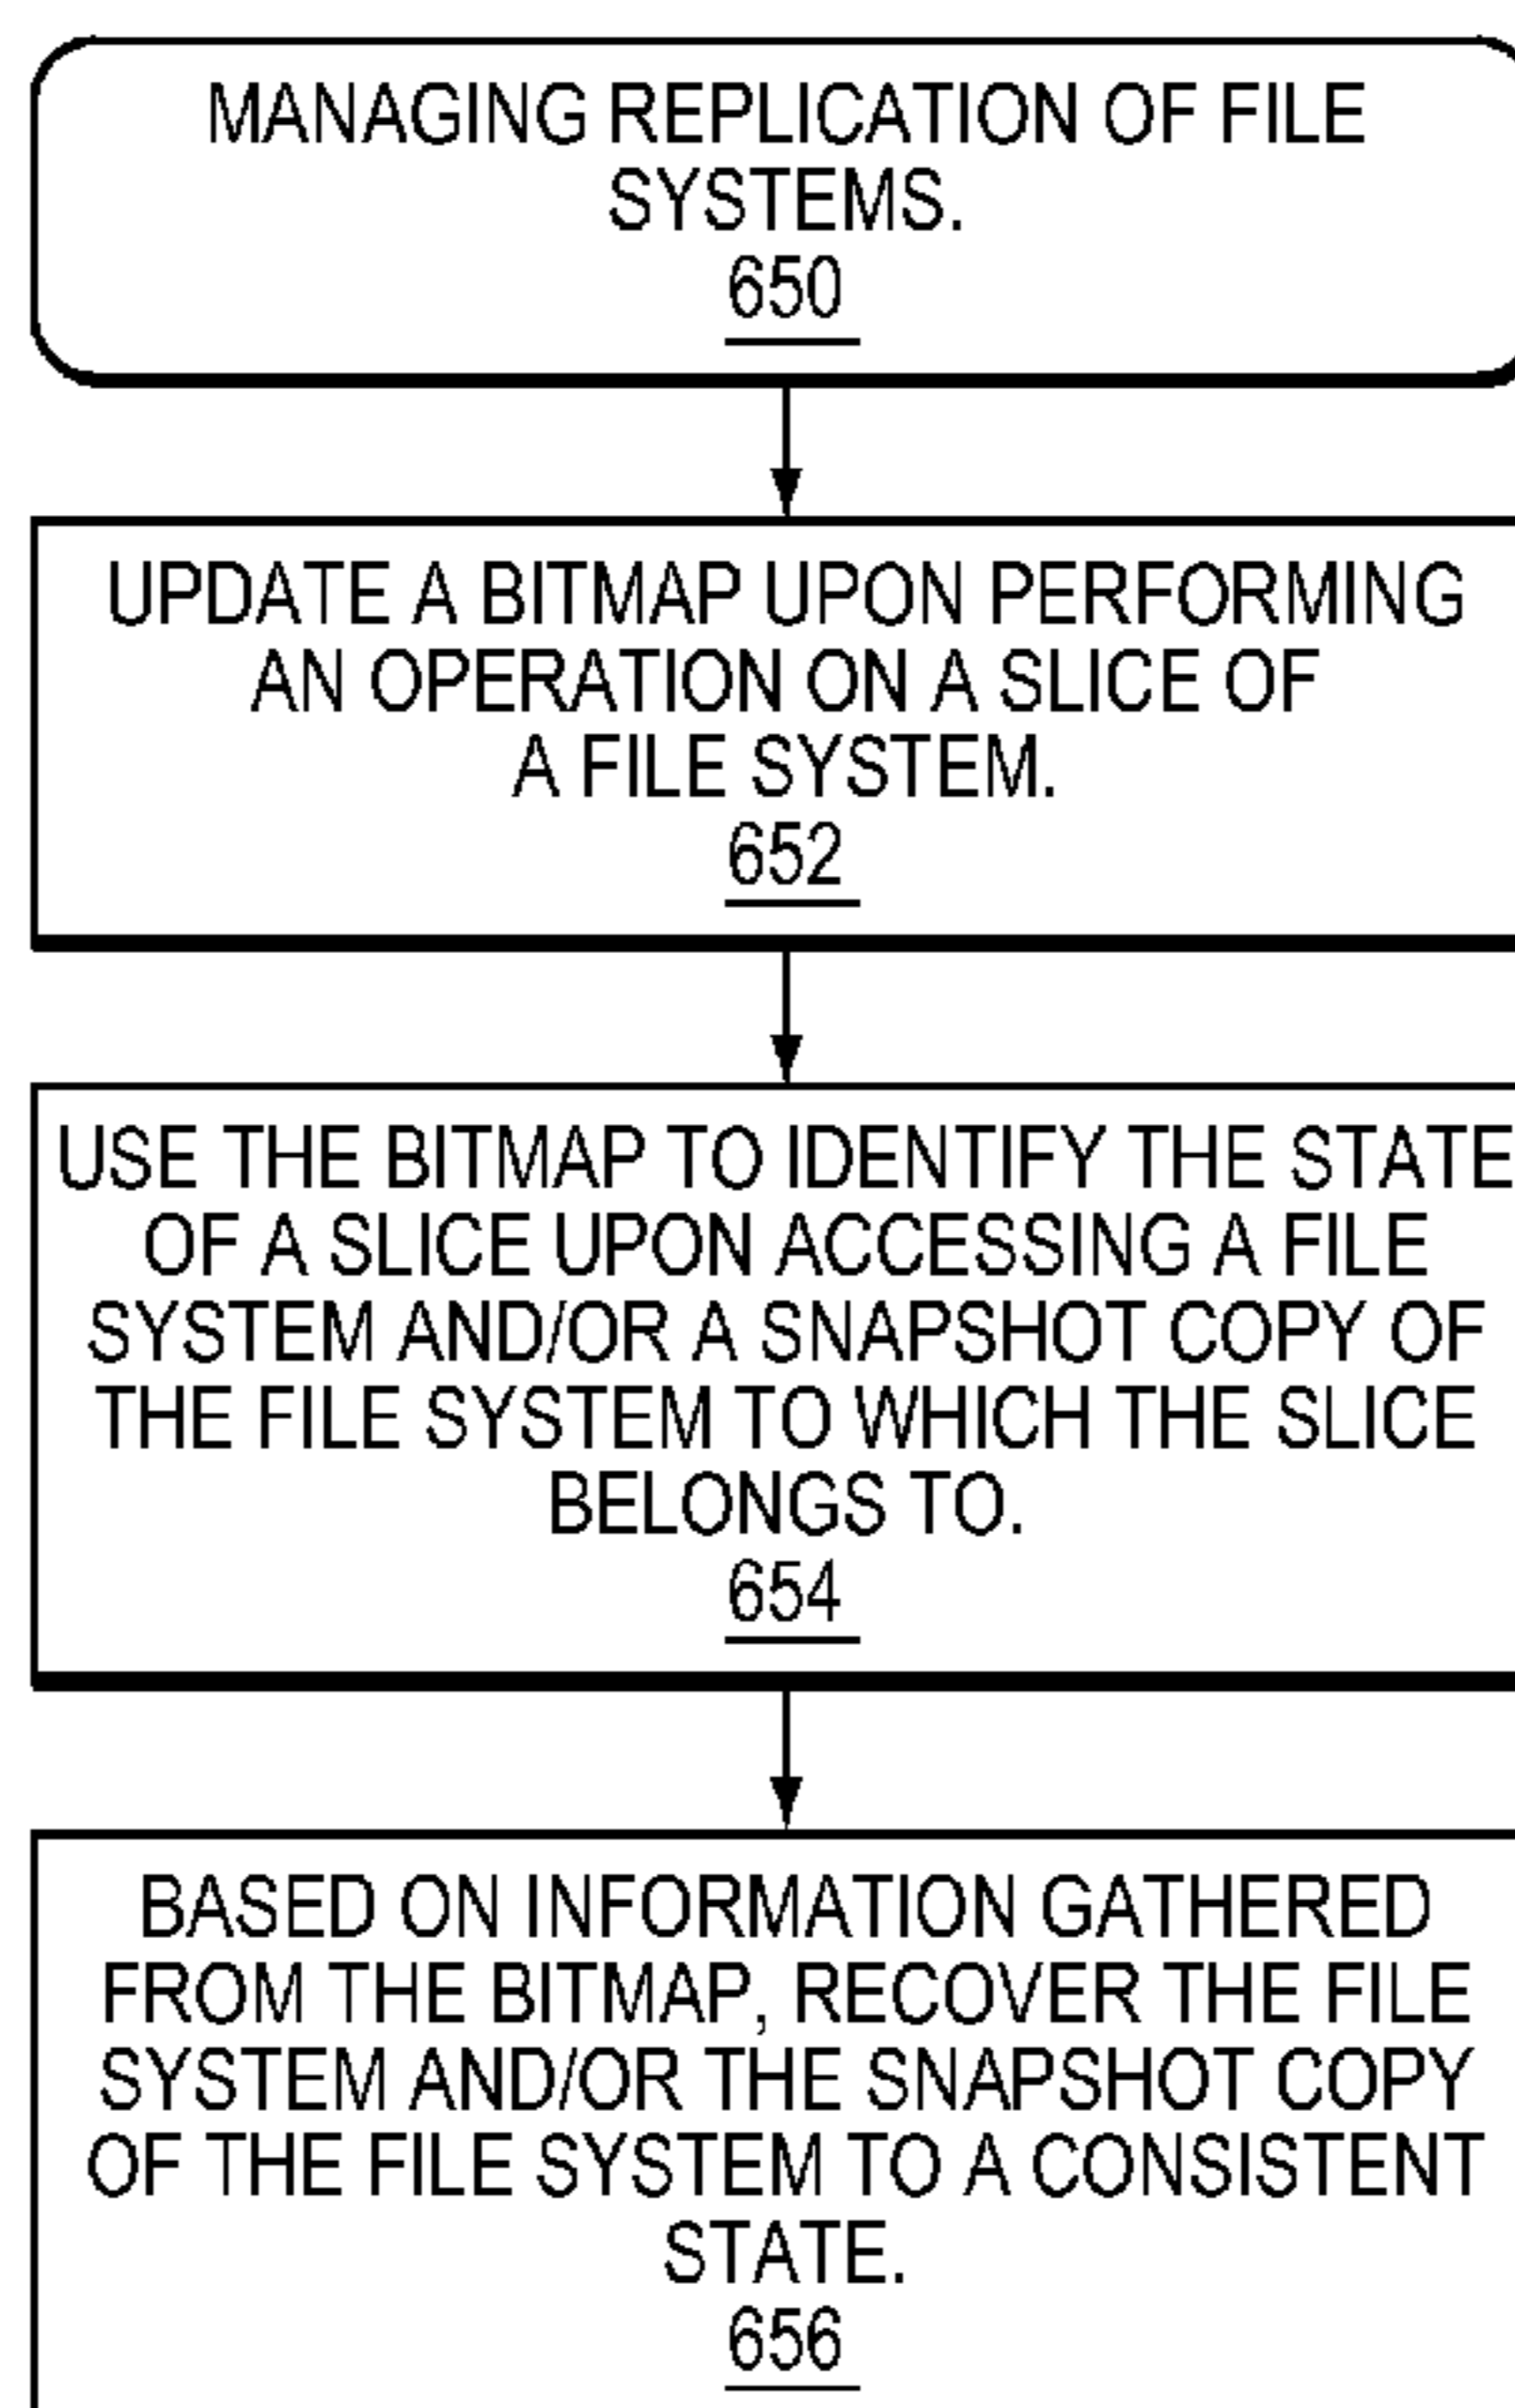 MANAGING REPLICATION OF FILE
SYSTEMS.
650
UPDATE A BITMAP UPON PERFORMING
AN OPERATION ON A SLICE OF
A FILE SYSTEM.
652
USE THE BITMAP TO IDENTIFY THE STATE
OF A SLICE UPON ACCESSING A FILE
SYSTEM AND/OR A SNAPSHOT COPY OF
THE FILE SYSTEM TO WHICH THE SLICE
BELONGS TO.
654
BASED ON INFORMATION GATHERED
FROM THE BITMAP, RECOVER THE FILE
SYSTEM AND/OR THE SNAPSHOT COPY
OF THE FILE SYSTEM TO A CONSISTENT
STATE.
656